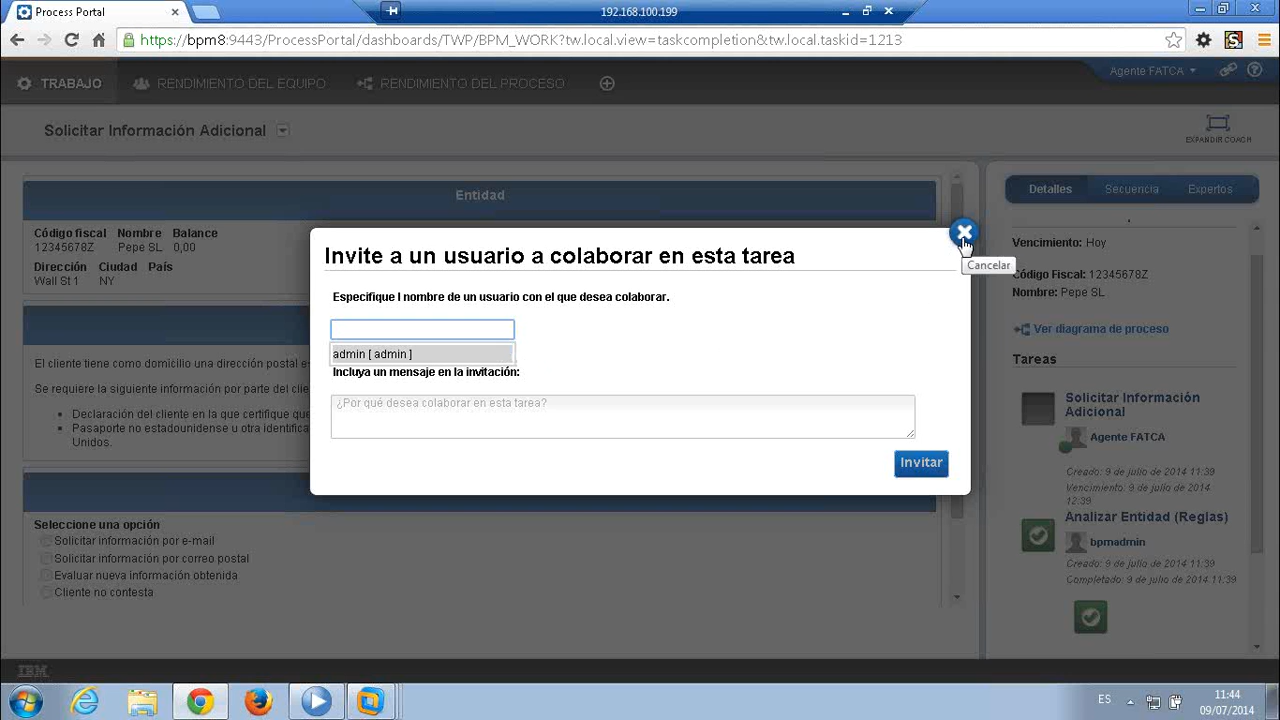 Process Portal
192.168.100.199
https://bpm8:9443/ProcessPortal/dashboards/TWP/BPM_WORK?tw.local.view=taskcompletion&tw.local.taskid=1213
TRABAJO
RENDIMIENTO DEL EQUIPO
RENDIMIENTO DEL PROCESO
Agente FATCA
Solicitar Información Adicional
EXPANDIR COACH
Entidad
Código fiscal Nombre Balance
12345678Z Pepe SL 0,00
Dirección Ciudad País
Wall St 1 NY
El cliente tiene como domicilio una dirección postal e
Se requiere la siguiente información por parte del clie
Declaración del cliente en la que certifique que
Pasaporte no estadounidense u otra identifica
Unidos.
Seleccione una opción
Solicitar información por e-mail
Solicitar información por correo postal
Evaluar nueva información obtenida
Cliente no contesta
Invite a un usuario a colaborar en esta tarea
Cancelar
Especifique l nombre de un usuario con el que desea colaborar.
admin [ admin ]
Incluya un mensaje en la invitación:
¿Por qué desea colaborar en esta tarea?
Invitar
Detalles Secuencia Expertos
Vencimiento: Hoy
Código Fiscal: 12345678Z
Nombre: Pepe SL
Ver diagrama de proceso
Tareas
Solicitar Información
Adicional
Agente FATCA
Creado: 9 de julio de 2014 11:39
Vencimiento: 9 de julio de 2014
12:39
Analizar Entidad (Reglas)
bpmadmin
Creado: 9 de julio de 2014 11:39
Completado: 9 de julio de 2014 11:39
IBM
ES
11:44
09/07/2014